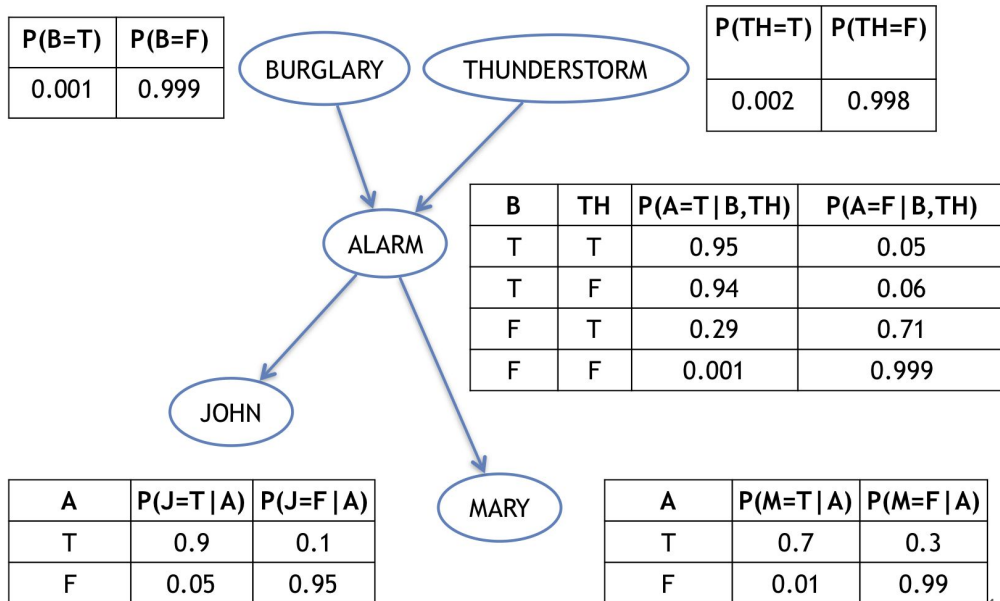 P(B=T) P(B=F)
0.001 0.999
BURGLARY
THUNDERSTORM
P(TH=T) P(TH=F)
0.002 0.998
ALARM
B TH P(A=T|B,TH) P(A=F|B,TH)
T T 0.95 0.05
T F 0.94 0.06
F T 0.29 0.71
F F 0.001 0.999
JOHN
MARY
A P(J=T|A) P(J=F|A)
T 0.9 0.1
F 0.05 0.95
A P(M=T|A) P(M=F|A)
T 0.7 0.3
F 0.01 0.99